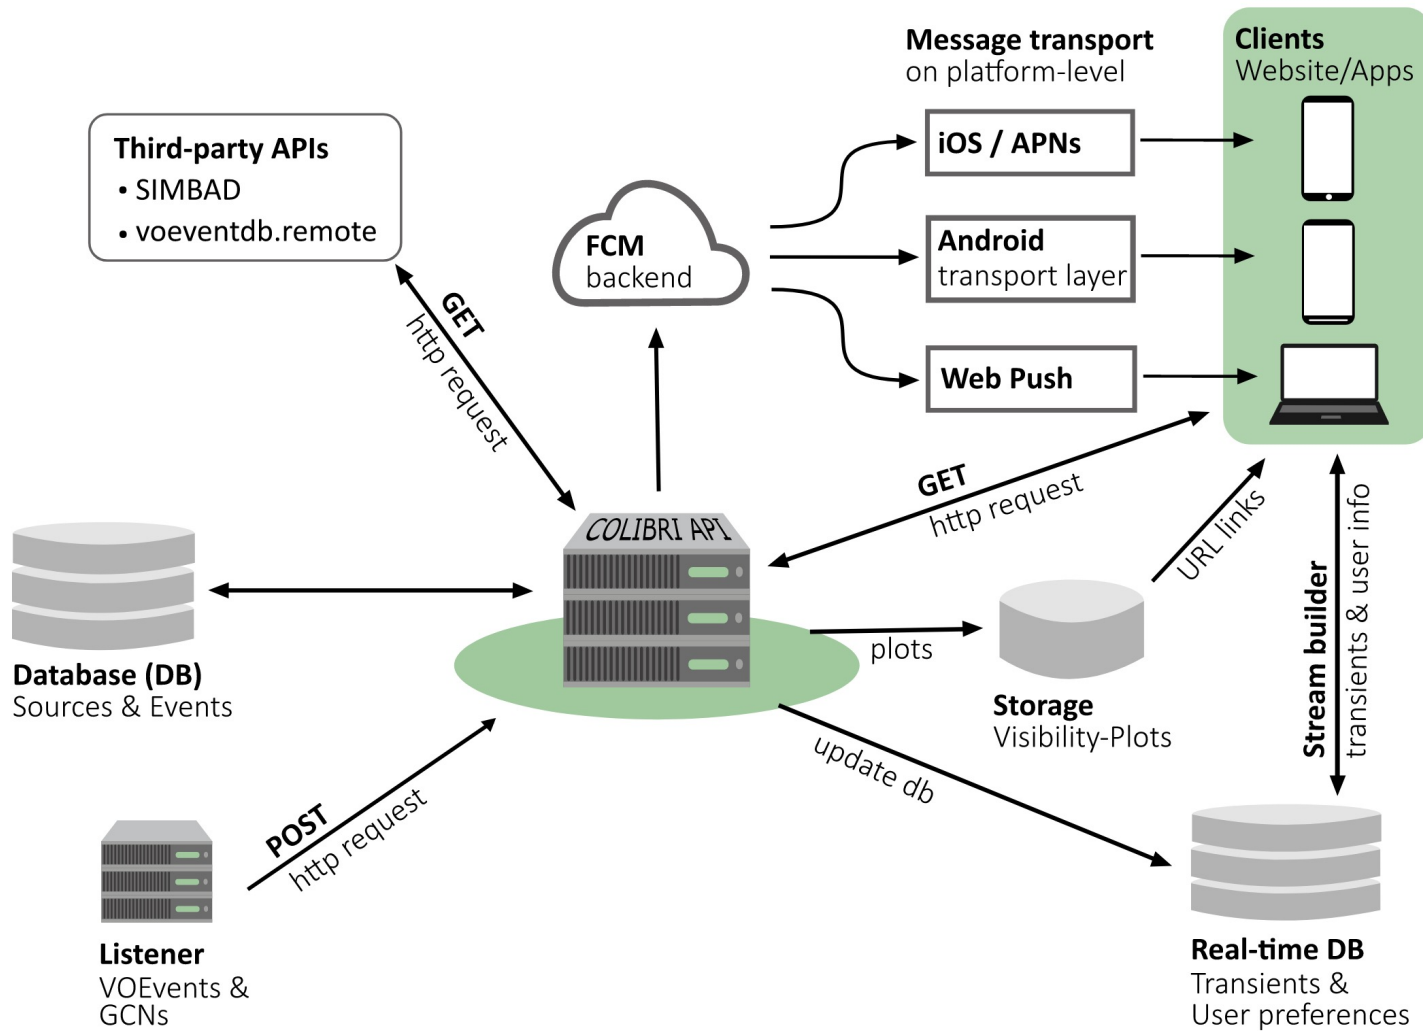 Message transport
on platform-level
Clients
Website/Apps
Third-party APIs
• SIMBAD
• voeventdb.remote
iOS / APNs
FCM
backend
Android
transport layer
Web Push
GET
http request
GET
http request
COLIBRI API
URL links
Stream builder
transients & user info
Database (DB)
Sources & Events
plots
Storage
Visibility-Plots
update db
POST
http request
Listener
VOEvents &
GCNs
Real-time DB
Transients &
User preferences